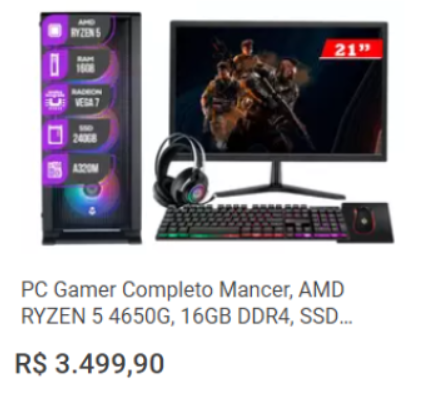 AMD
RYZEN 5
RAM
16GB
RADEON
VEGA 7
SSD
240GB
A320M
21”
PC Gamer Completo Mancer, AMD
RYZEN 5 4650G, 16GB DDR4, SSD...
R$ 3.499,90